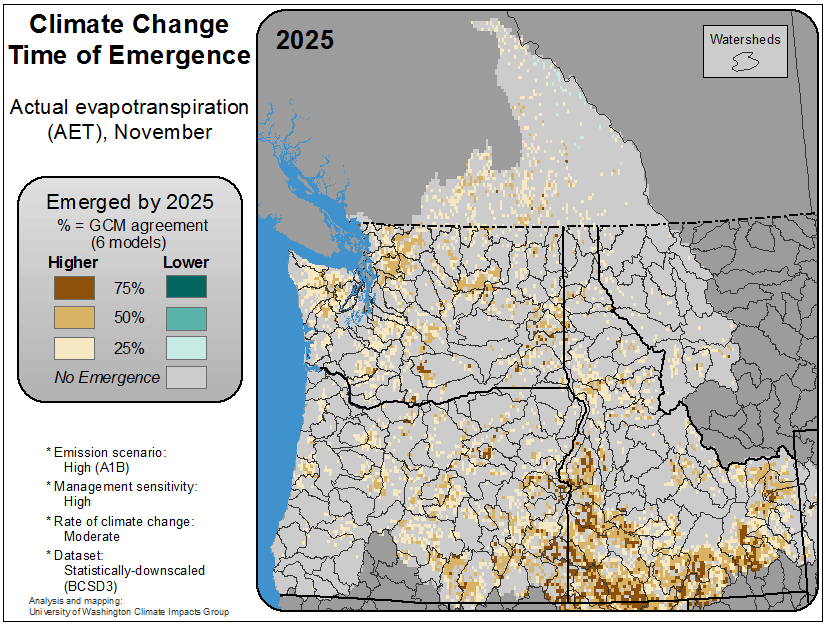 Climate Change
Time of Emergence
Actual evapotranspiration
(AET), November
Emerged by 2025
% = GCM agreement
(6 models)
Higher
Lower
75%
50%
25%
No Emergence
* Emission scenario:
High (A1B)
* Management sensitivity:
High
* Rate of climate change:
Moderate
* Dataset:
Statistically-downscaled
(BCSD3)
Analysis and mapping:
University of Washington Climate Impacts Group
2025
Watersheds